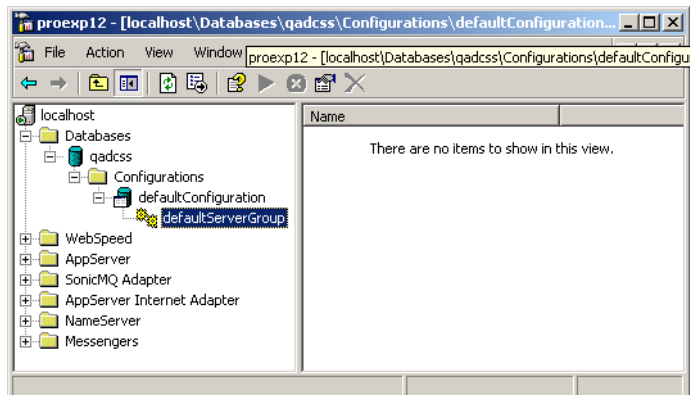 proexp12 - [localhost\Databases\qadcss\Configurations\defaultConfiguration...
File Action View Window
proexp12 - [localhost\Databases\qadcss\Configurations\defaultConfigu
localhost
Name
Databases
There are no items to show in this view.
qadcss
Configurations
defaultConfiguration
defaultServerGroup
WebSpeed
AppServer
SonicMQ Adapter
AppServer Internet Adapter
NameServer
Messengers